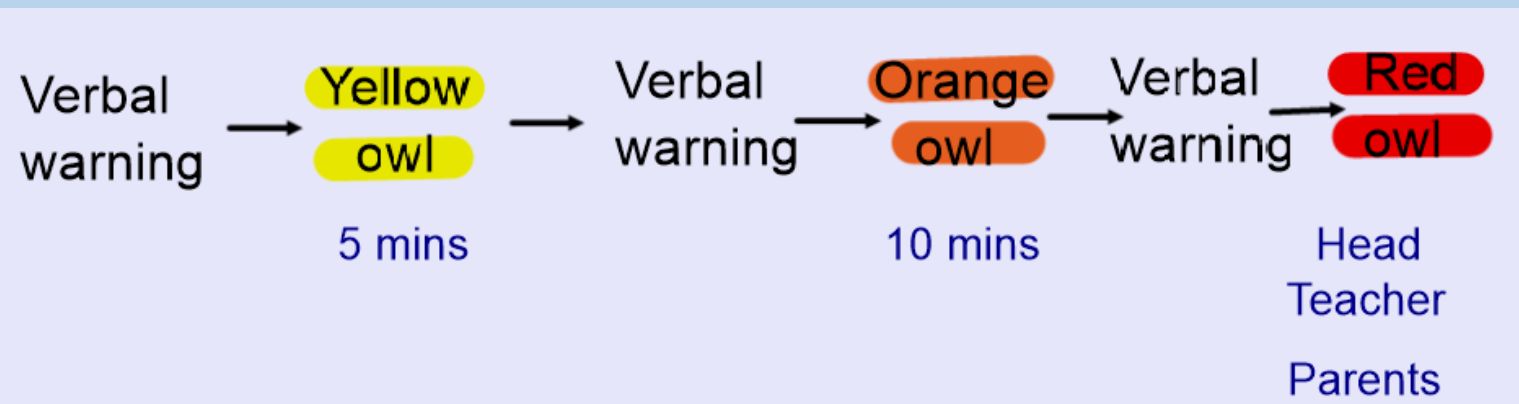 Verbal
warning
Yellow
owl
5 mins
Verbal
warning
Orange
owl
10 mins
Verbal
warning
Red
owl
Head
Teacher
Parents